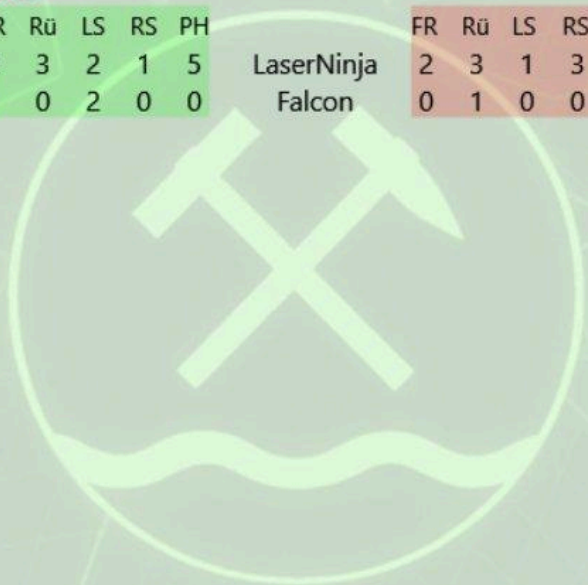 R Rü LS RS PH FR Rü LS RS
3 2 1 5 LaserNinja 2 3 1 3
0 2 0 0 Falcon 0 1 0 0